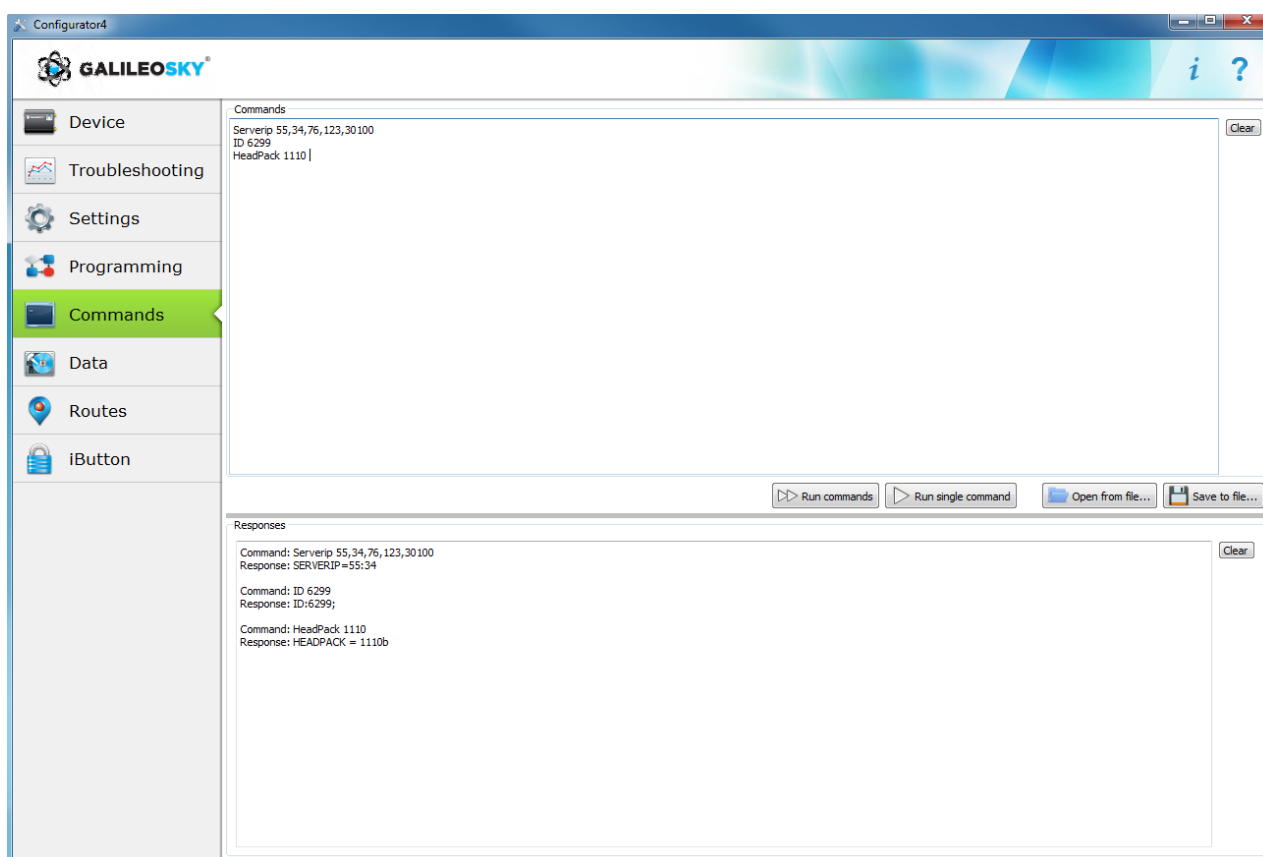 Configurator4
GALILEOSKY®
i ?
Device
Troubleshooting
Settings
Programming
Commands
Data
Routes
iButton
Commands
Serverip 55,34,76,123,30100
ID 6299
HeadPack 1110
Clear
Run commands
Run single command
Open from file...
Save to file...
Responses
Command: Serverip 55,34,76,123,30100
Response: SERVERIP=55:34
Command: ID 6299
Response: ID:6299;
Command: HeadPack 1110
Response: HEADPACK = 1110b
Clear